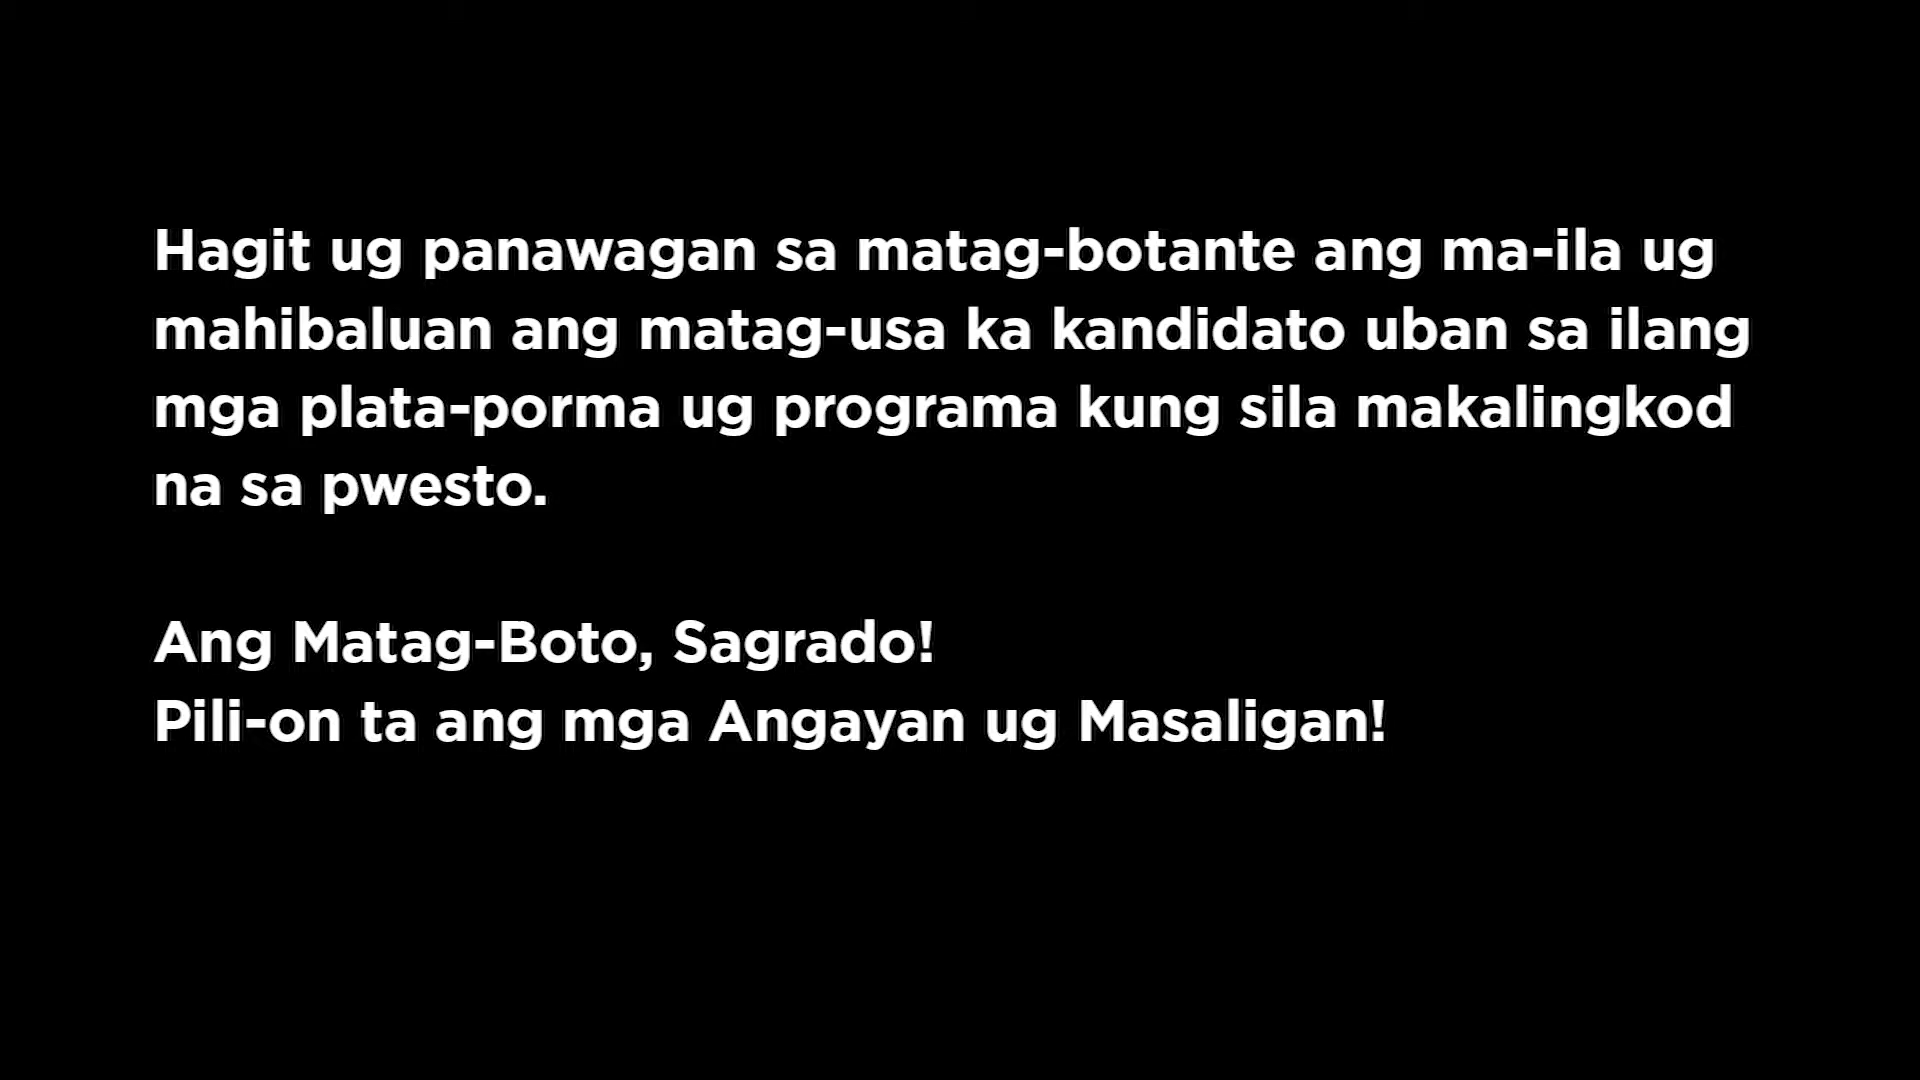 Hagit ug panawagan sa matag-botante ang ma-ila ug
mahibaluan ang matag-usa ka kandidato uban sa ilang
mga plata-porma ug programa kung sila makalingkod
na sa pwesto.
Ang Matag-Boto, Sagrado!
Pili-on ta ang mga Angayan ug Masaligan!